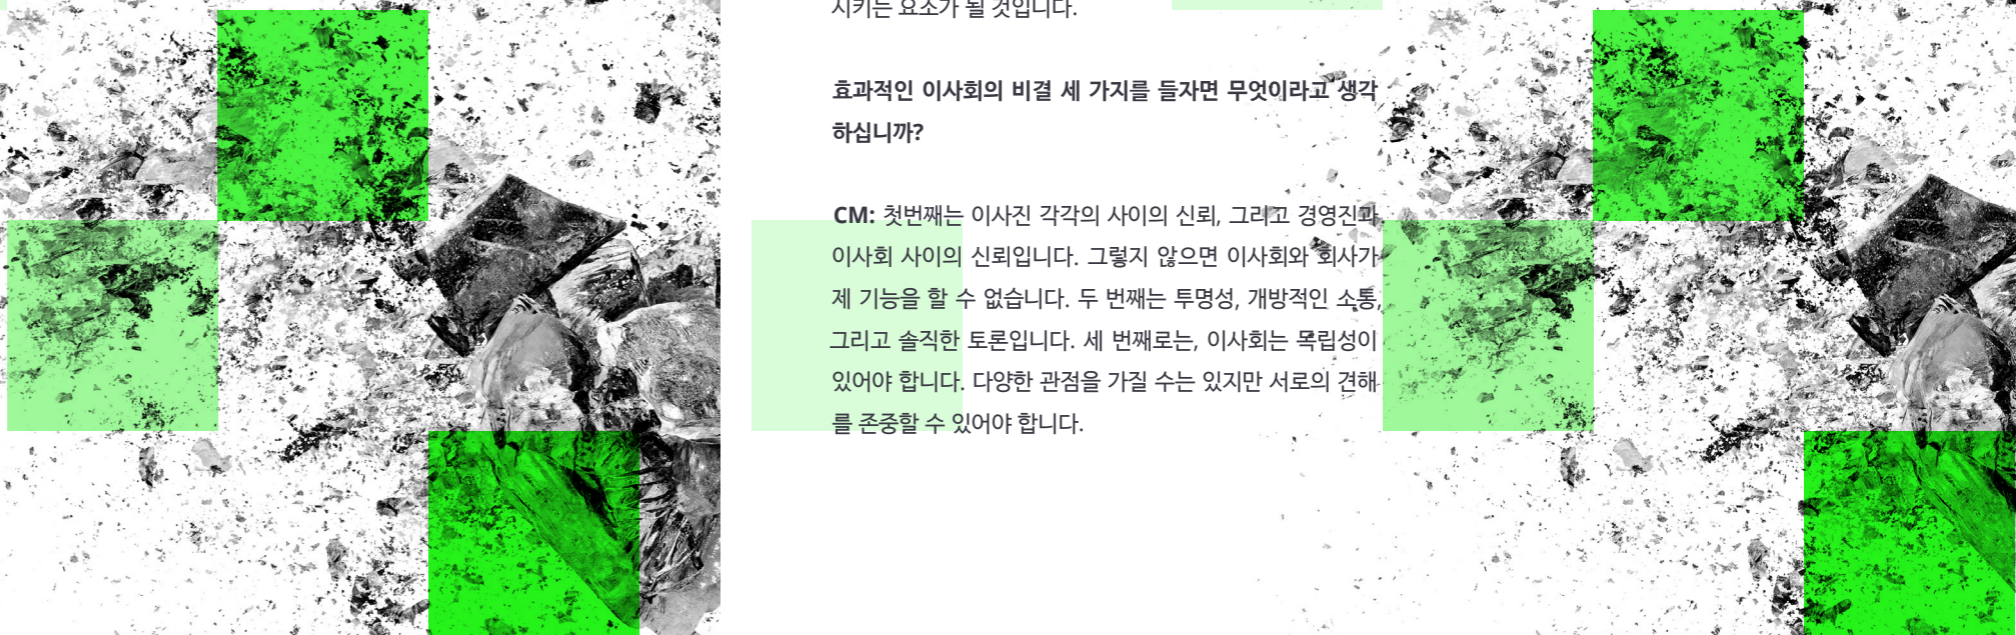 시키는 요소가 될 것입니다.
효과적인 이사회의 비결 세 가지를 들자면 무엇이라고 생각
하십니까?
CM: 첫번째는 이사진 각각의 사이의 신뢰, 그리고 경영진과
이사회 사이의 신뢰입니다. 그렇지 않으면 이사회와 회사가
제 기능을 할 수 없습니다. 두 번째는 투명성, 개방적인 소통,
그리고 솔직한 토론입니다. 세 번째로는, 이사회는 독립성이
있어야 합니다. 다양한 관점을 가질 수는 있지만 서로의 견해
를 존중할 수 있어야 합니다.